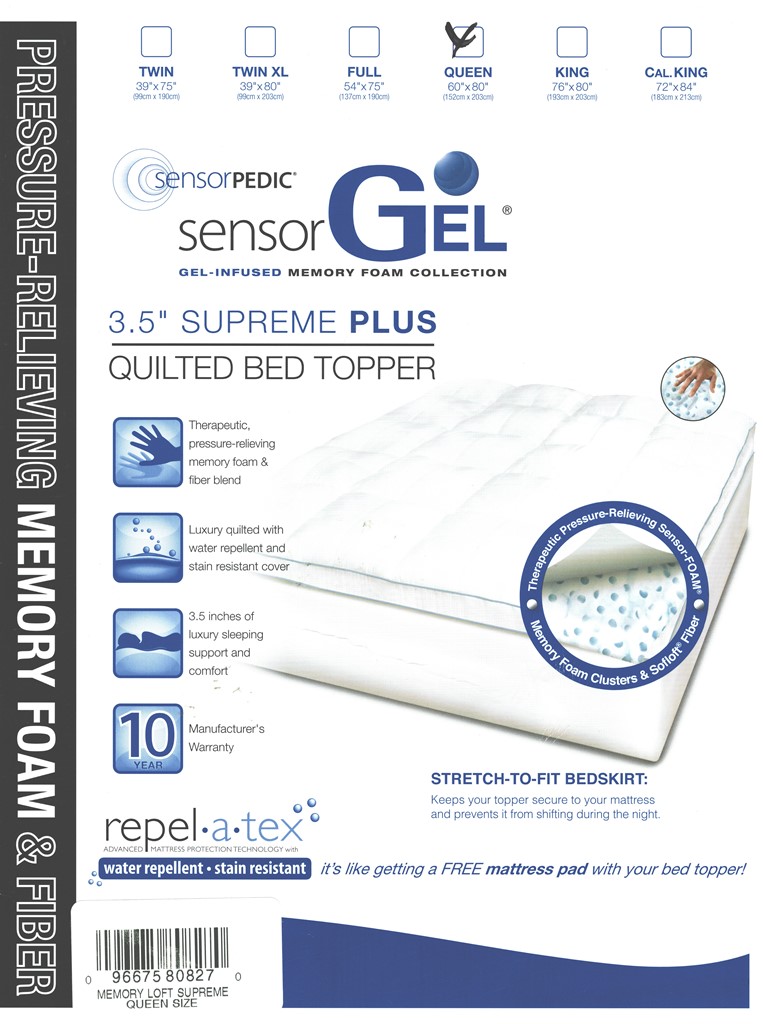 PRESSURE-RELIEVING MEMORY FOAM & FIBER
TWIN
39"x75"
(99cm x 190cm)
TWIN XL
39"x80"
(99cm x 203cm)
FULL
54"x75"
(137cm x 190cm)
QUEEN
60"x80"
(152cm x 203cm)
KING
76"x80"
(193cm x 203cm)
CAL.KING
72"x84"
(183cm x 213cm)
sensorPEDIC®
sensorGEL®
GEL-INFUSED MEMORY FOAM COLLECTION
3.5" SUPREME PLUS
QUILTED BED TOPPER
Therapeutic,
pressure-relieving
memory foam &
fiber blend
Luxury quilted with
water repellent and
stain resistant cover
3.5 inches of
luxury sleeping
support and
comfort
10
YEAR
Manufacturer's
Warranty
Therapeutic Pressure-Relieving Sensor-FOAM®
Memory Foam Clusters & Softloft® Fiber
STRETCH-TO-FIT BEDSKIRT:
Keeps your topper secure to your mattress
and prevents it from shifting during the night.
repel·a·tex
ADVANCED MATTRESS PROTECTION TECHNOLOGY with
water repellent • stain resistant
it's like getting a FREE mattress pad with your bed topper!
0 96675 80827 0
MEMORY LOFT SUPREME
QUEEN SIZE